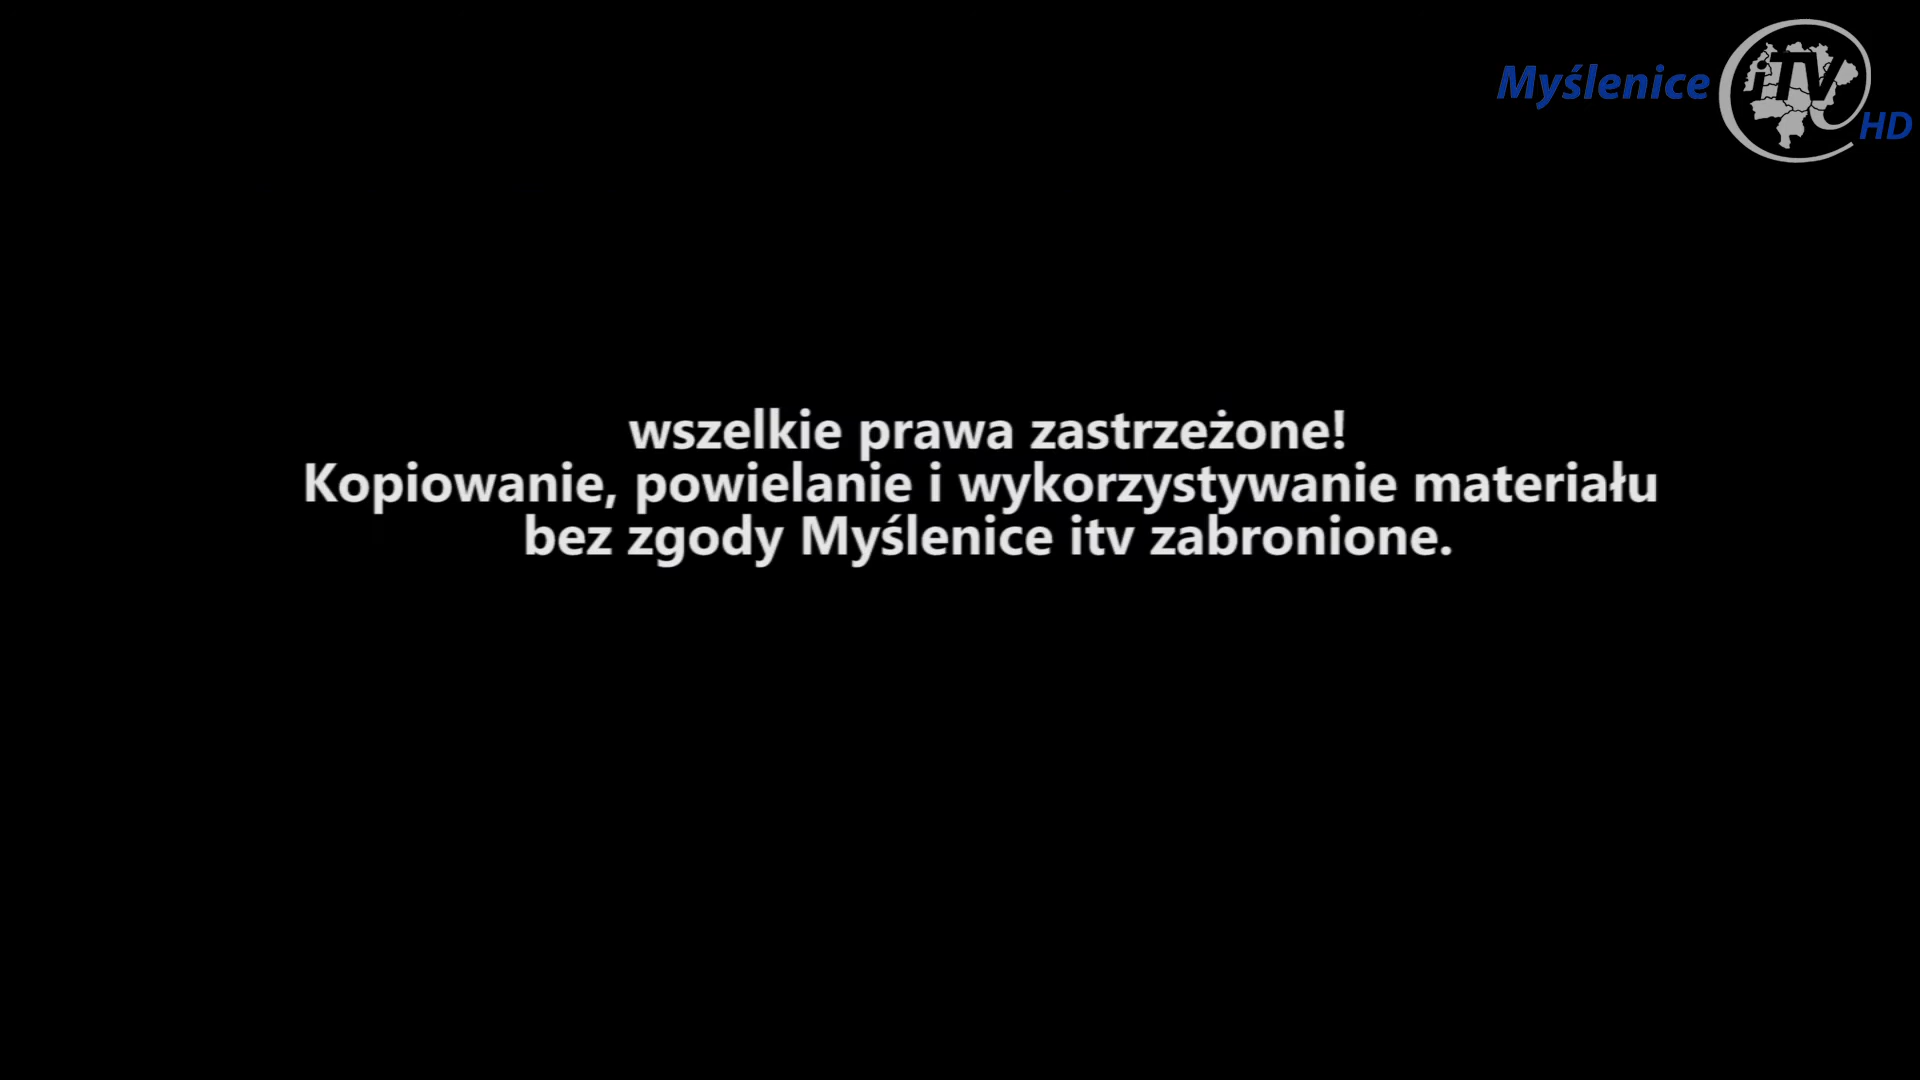 Myślenice iTV HD
wszelkie prawa zastrzeżone!
Kopiowanie, powielanie i wykorzystywanie materiału
bez zgody Myślenice itv zabronione.